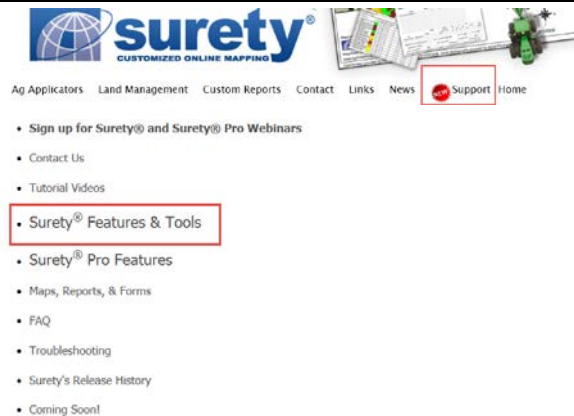 surety®
CUSTOMIZED ONLINE MAPPING
Ag Applicators Land Management Custom Reports Contact Links News NEW Support Home
• Sign up for Surety® and Surety® Pro Webinars
• Contact Us
• Tutorial Videos
• Surety® Features & Tools
• Surety® Pro Features
• Maps, Reports, & Forms
• FAQ
• Troubleshooting
• Surety's Release History
• Coming Soon!